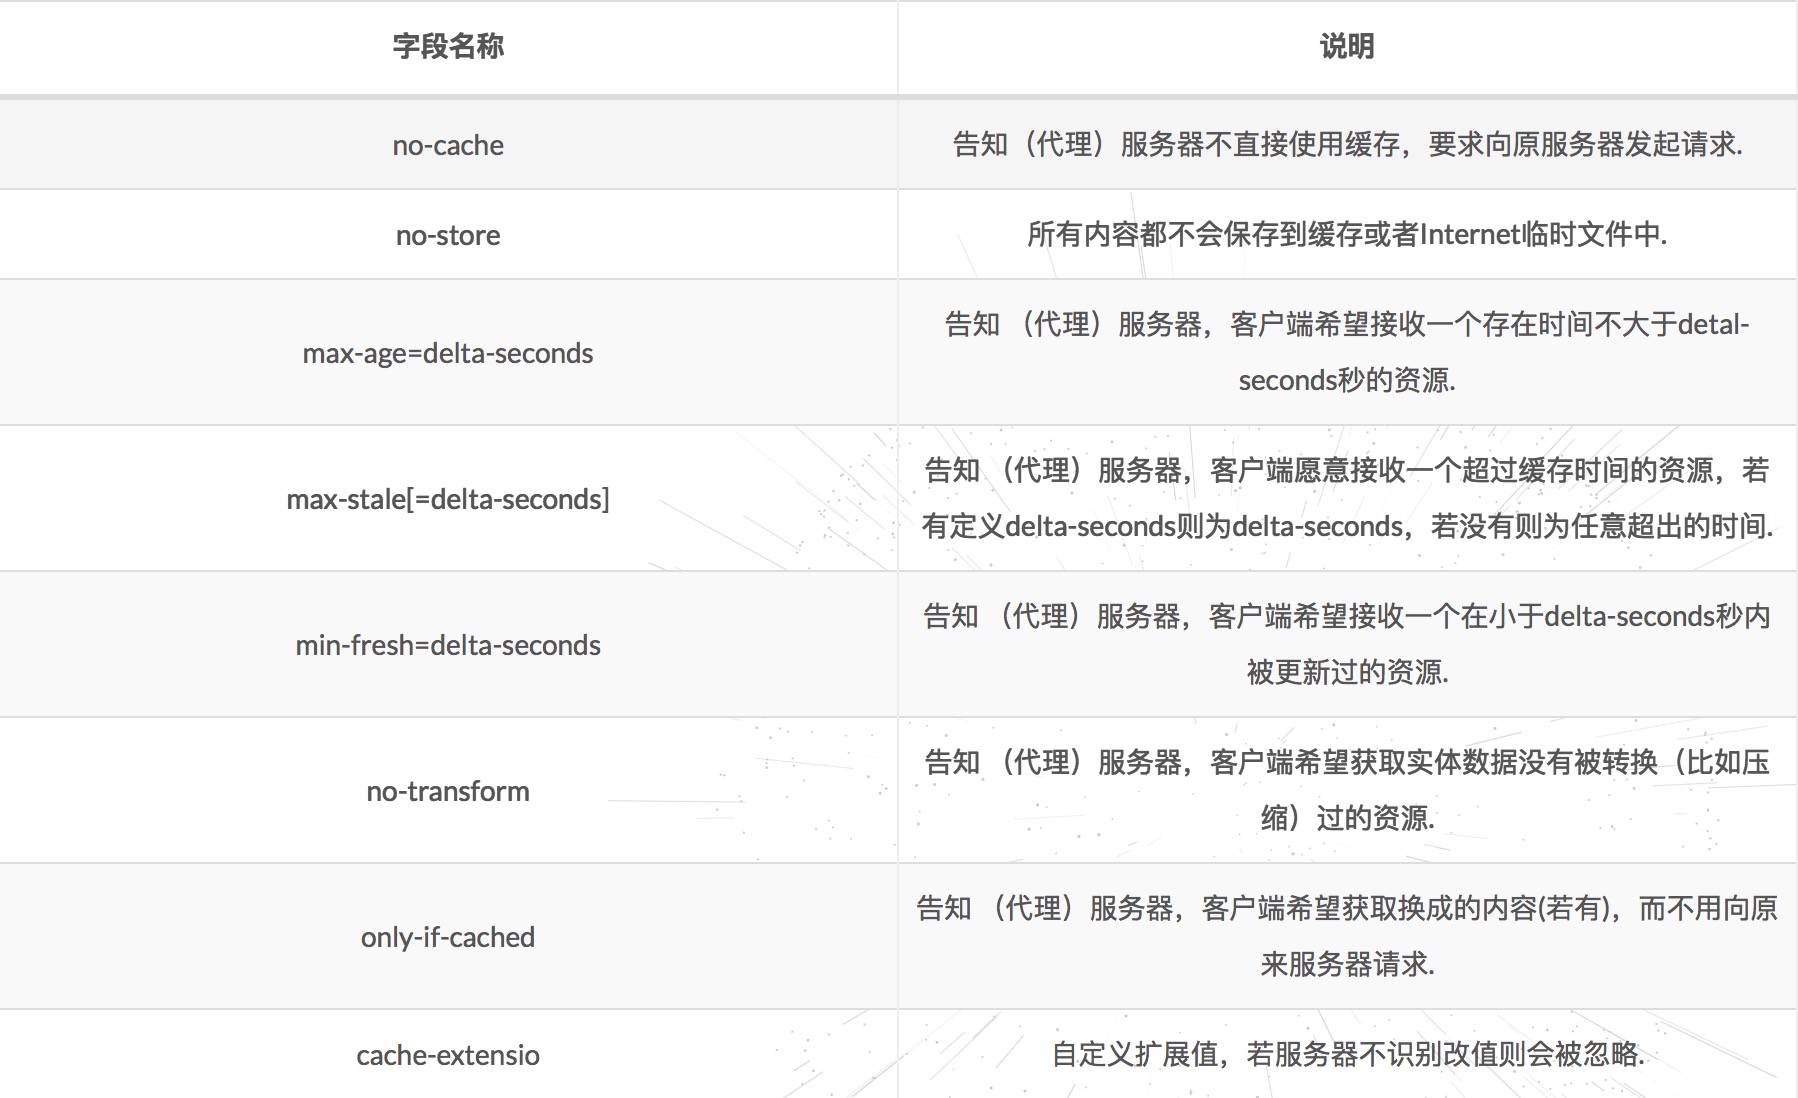 字段名称
说明
no-cache
告知（代理）服务器不直接使用缓存，要求向原服务器发起请求.
no-store
所有内容都不会保存到缓存或者Internet临时文件中.
max-age=delta-seconds
告知 （代理）服务器，客户端希望接收一个存在时间不大于detal-
seconds秒的资源.
max-stale[=delta-seconds]
告知 （代理）服务器，客户端愿意接收一个超过缓存时间的资源，若
有定义delta-seconds则为delta-seconds，若没有则为任意超出的时间.
min-fresh=delta-seconds
告知 （代理）服务器，客户端希望接收一个在小于delta-seconds秒内
被更新过的资源.
no-transform
告知 （代理）服务器，客户端希望获取实体数据没有被转换（比如压
缩）过的资源.
only-if-cached
告知 （代理）服务器，客户端希望获取换成的内容(若有)，而不用向原
来服务器请求.
cache-extensio
自定义扩展值，若服务器不识别改值则会被忽略.